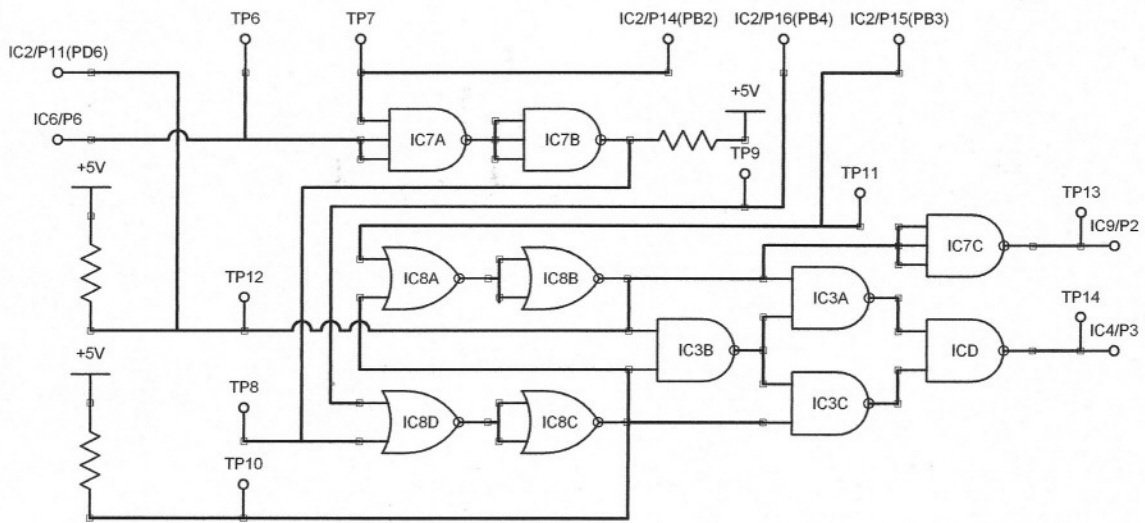 TP6
TP7
IC2/P14(PB2)
IC2/P16(PB4)
IC2/P15(PB3)
IC2/P11(PD6)
+5V
IC6/P6
IC7A
IC7B
TP9
+5V
TP11
TP13
IC7C
IC9/P2
IC8A
IC8B
TP12
IC3A
TP14
IC3B
ICD
IC4/P3
+5V
TP8
IC3C
IC8D
IC8C
TP10